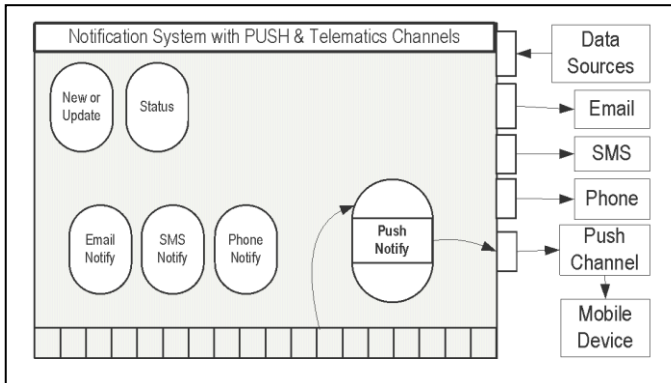 Notification System with PUSH & Telematics Channels
Data
Sources
New or
Update
Status
Email
SMS
Phone
Email
Notify
SMS
Notify
Phone
Notify
Push
Notify
Push
Channel
Mobile
Device